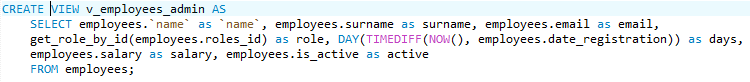 CREATE VIEW v_employees_admin AS
SELECT employees.`name` as `name`, employees.surname as surname, employees.email as email,
get_role_by_id(employees.roles_id) as role, DAY(TIMEDIFF(NOW(), employees.date_registration)) as days,
employees.salary as salary, employees.is_active as active
FROM employees;